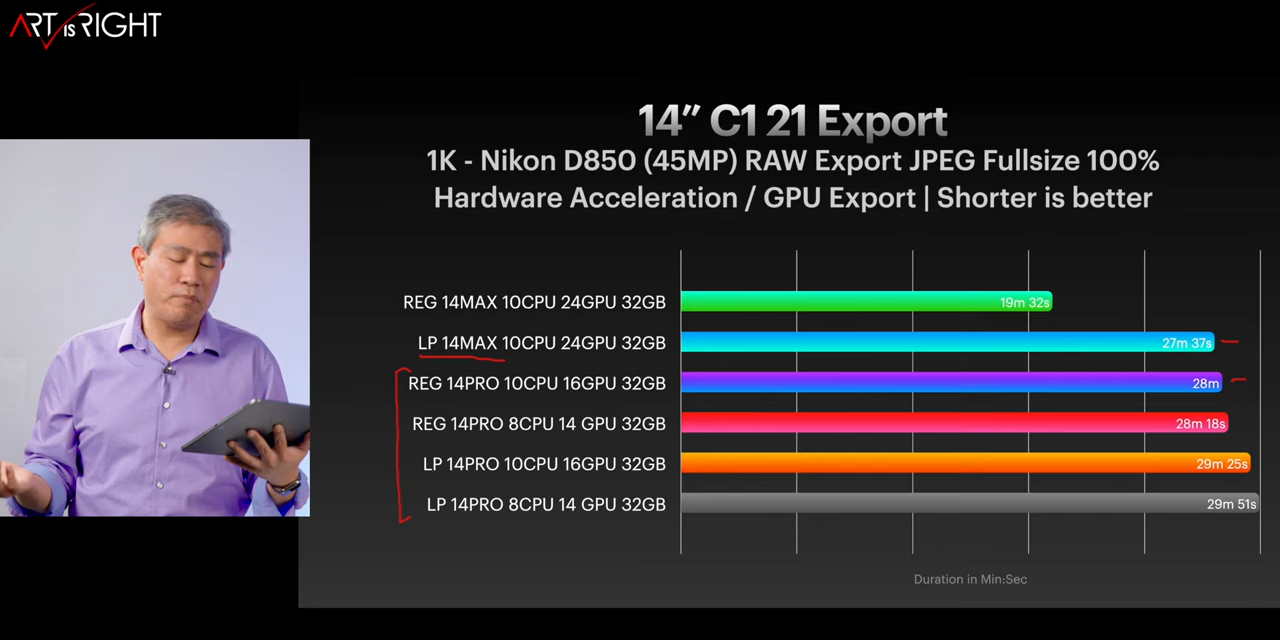 ART IS RIGHT
14” C1 21 Export
1K - Nikon D850 (45MP) RAW Export JPEG Fullsize 100%
Hardware Acceleration / GPU Export | Shorter is better
REG 14MAX 10CPU 24GPU 32GB 19m 32s
LP 14MAX 10CPU 24GPU 32GB 27m 37s
REG 14PRO 10CPU 16GPU 32GB 28m
REG 14PRO 8CPU 14 GPU 32GB 28m 18s
LP 14PRO 10CPU 16GPU 32GB 29m 25s
LP 14PRO 8CPU 14 GPU 32GB 29m 51s
Duration in Min:Sec